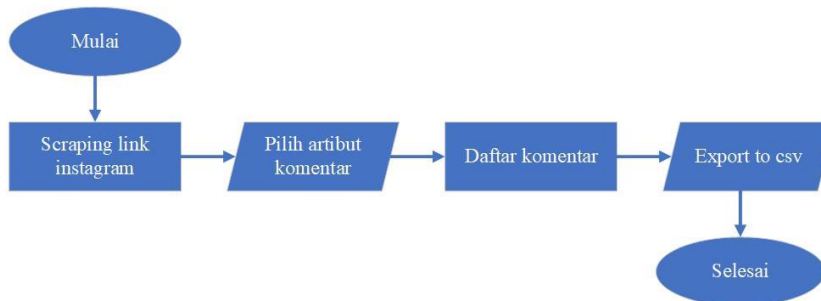 Mulai
Scraping link
instagram
Pilih artibut
komentar
Daftar komentar
Export to csv
Selesai